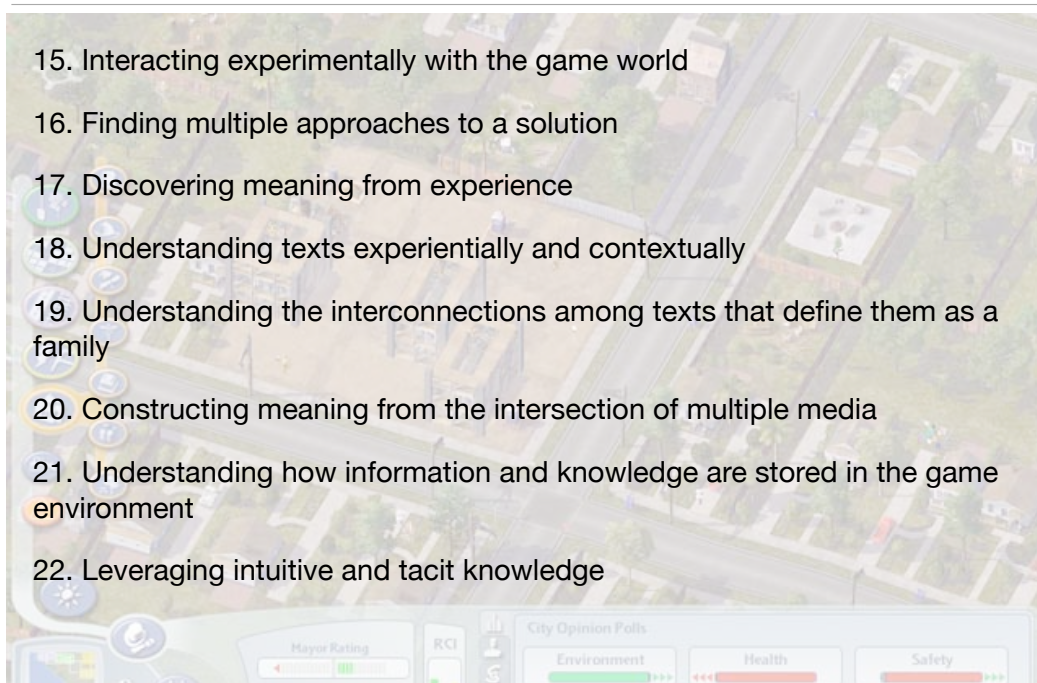 15. Interacting experimentally with the game world
16. Finding multiple approaches to a solution
17. Discovering meaning from experience
18. Understanding texts experientially and contextually
19. Understanding the interconnections among texts that define them as a
family
20. Constructing meaning from the intersection of multiple media
21. Understanding how information and knowledge are stored in the game
environment
22. Leveraging intuitive and tacit knowledge
City Opinion Polls
Mayor Rating
RCI
Environment
Health
Safety